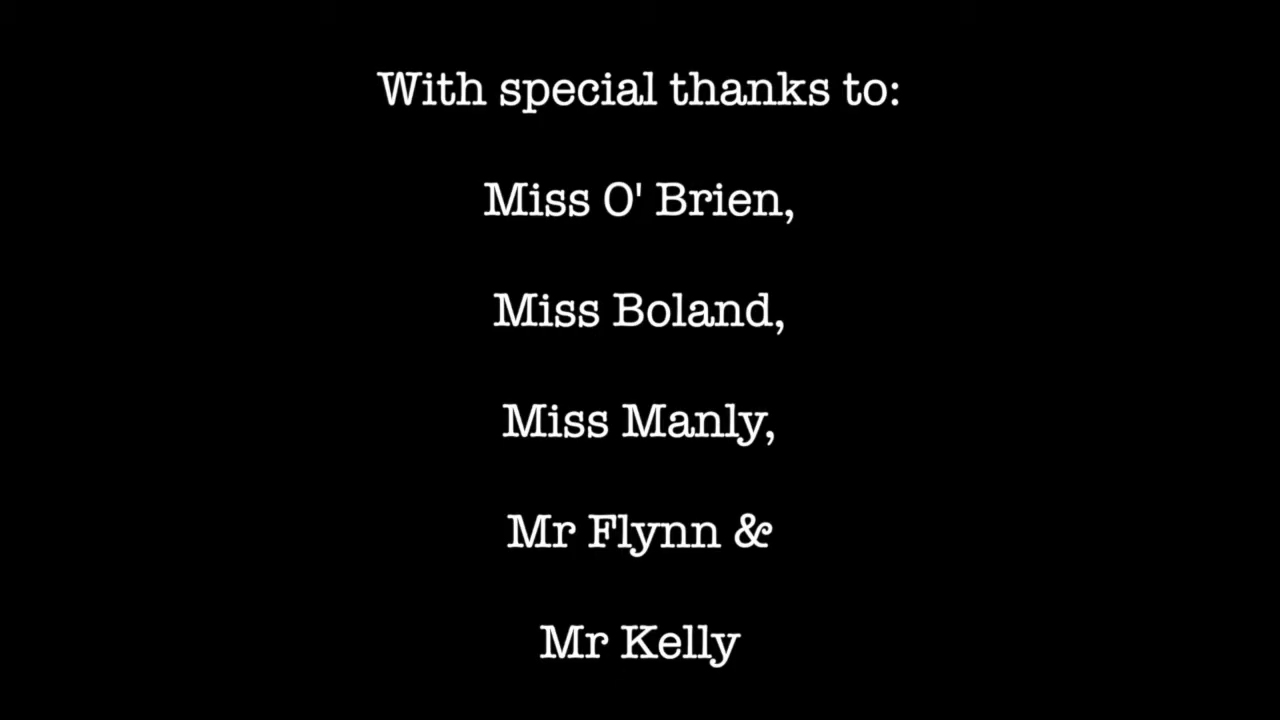 With special thanks to:
Miss O' Brien,
Miss Boland,
Miss Manly,
Mr Flynn &
Mr Kelly